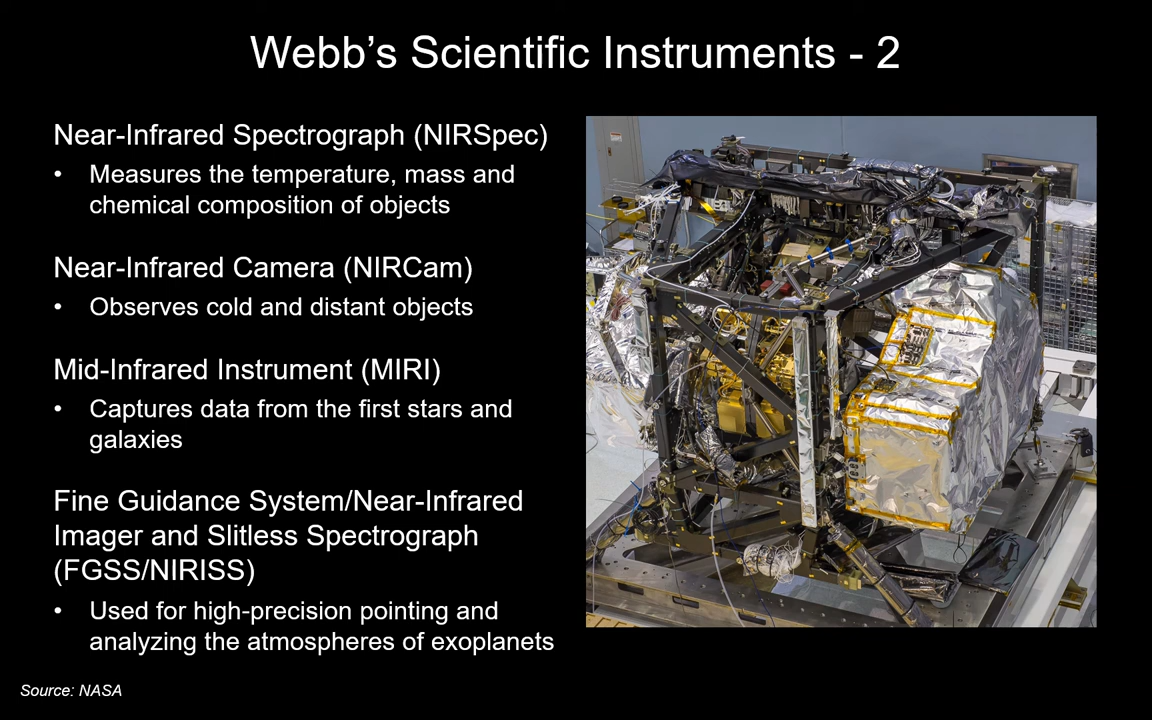 Webb’s Scientific Instruments - 2
Near-Infrared Spectrograph (NIRSpec)
• Measures the temperature, mass and
chemical composition of objects
Near-Infrared Camera (NIRCam)
• Observes cold and distant objects
Mid-Infrared Instrument (MIRI)
• Captures data from the first stars and
galaxies
Fine Guidance System/Near-Infrared
Imager and Slitless Spectrograph
(FGSS/NIRISS)
• Used for high-precision pointing and
analyzing the atmospheres of exoplanets
Source: NASA